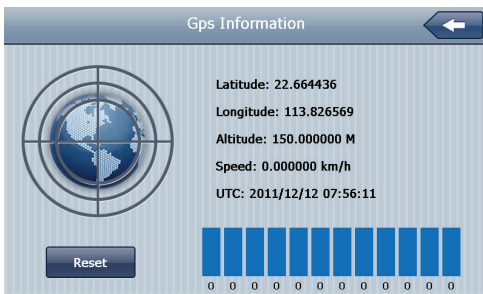 Gps Information
Latitude: 22.664436
Longitude: 113.826569
Altitude: 150.000000 M
Speed: 0.000000 km/h
UTC: 2011/12/12 07:56:11
Reset
0 0 0 0 0 0 0 0 0 0 0 0